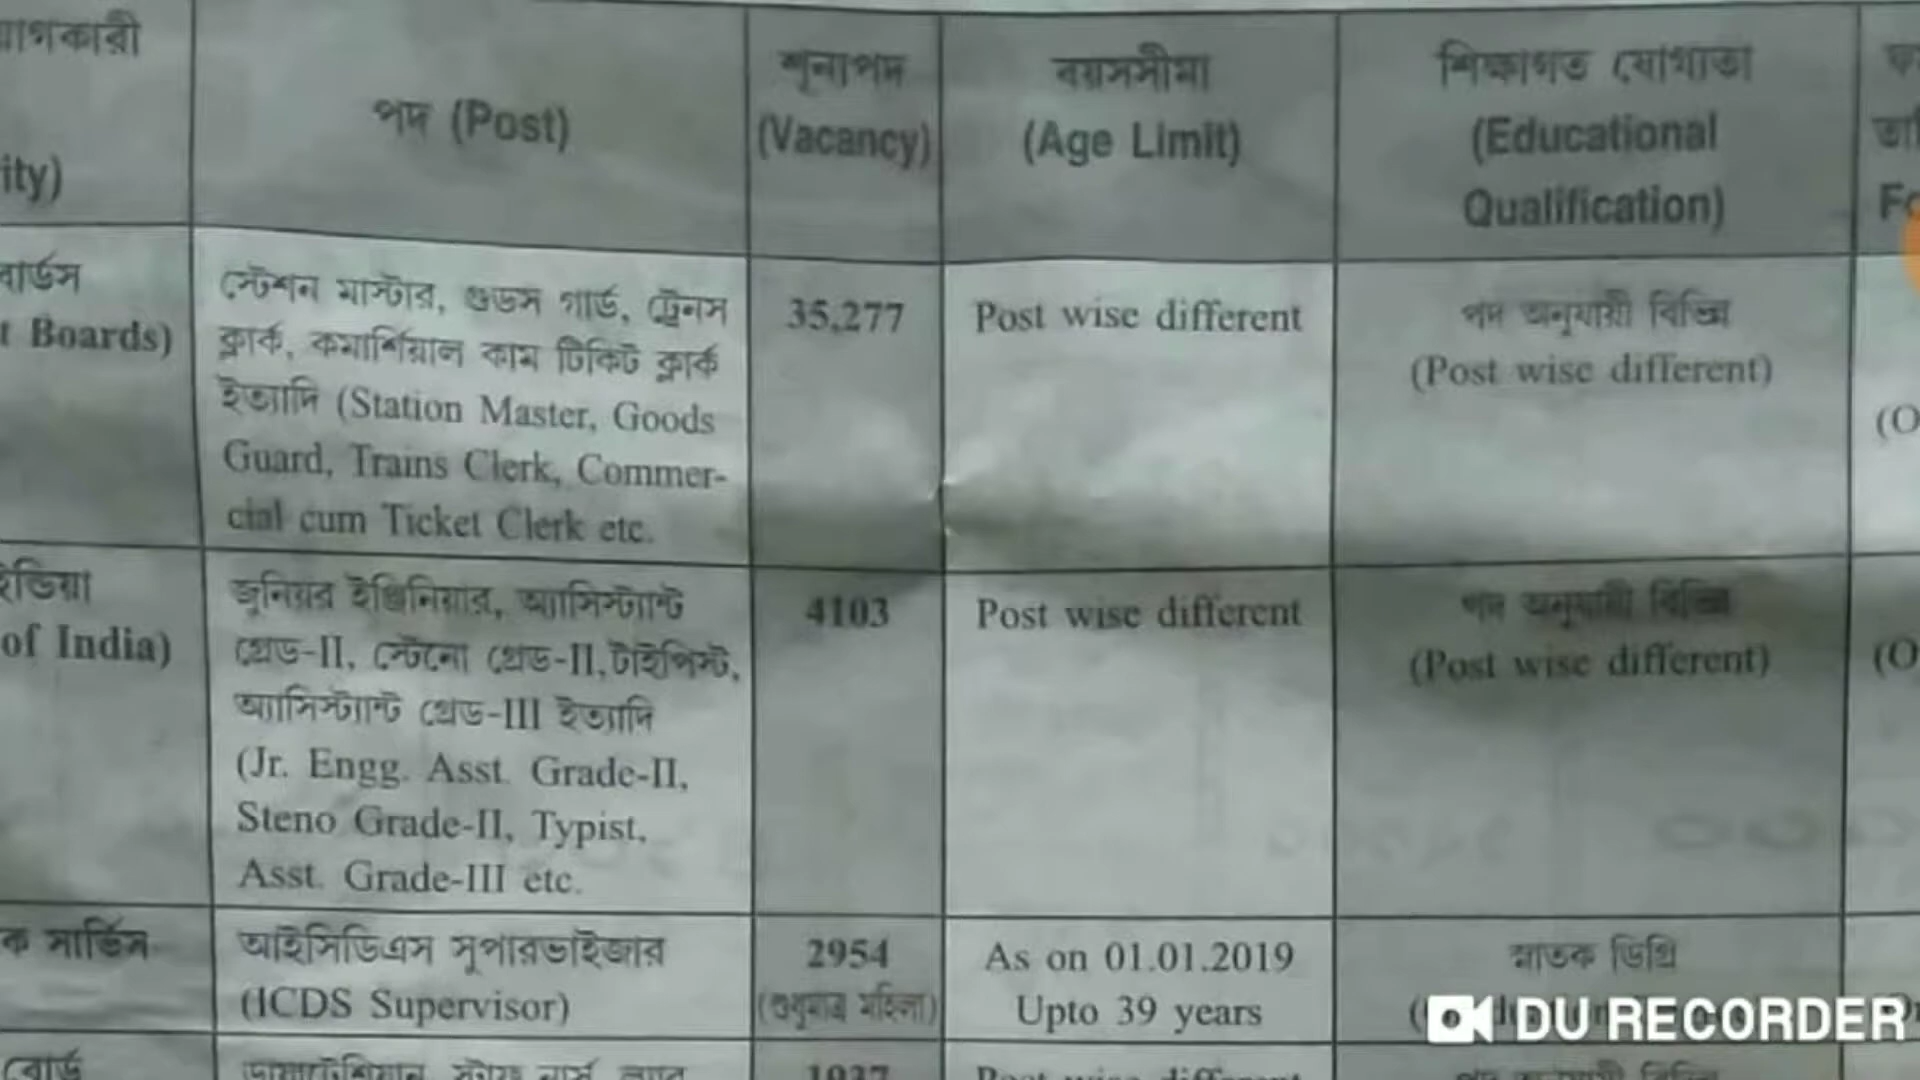 পদ (Post)
শূন্যপদ
(Vacancy)
বয়সসীমা
(Age Limit)
শিক্ষাগত যোগ্যতা
(Educational
Qualification)
ity)
t Boards)
স্টেশন মাস্টার, গুডস গার্ড, ট্রেনস
ক্লার্ক, কমার্শিয়াল কাম টিকিট ক্লার্ক
ইত্যাদি (Station Master, Goods
Guard, Trains Clerk, Commer-
cial cum Ticket Clerk etc.
35,277
Post wise different
পদ অনুযায়ী বিভিন্ন
(Post wise different)
(O
ইন্ডিয়া
of India)
জুনিয়র ইঞ্জিনিয়ার, অ্যাসিস্ট্যান্ট
গ্রেড-II, স্টেনো গ্রেড-II, টাইপিস্ট,
অ্যাসিস্ট্যান্ট গ্রেড-III ইত্যাদি
(Jr. Engg. Asst. Grade-II,
Steno Grade-II, Typist,
Asst. Grade-III etc.
4103
Post wise different
পদ অনুযায়ী বিভিন্ন
(Post wise different)
(O
ক সার্ভিস
আইসিডিএস সুপারভাইজার
(ICDS Supervisor)
2954
(শুধুমাত্র মহিলা)
As on 01.01.2019
Upto 39 years
স্নাতক ডিগ্রি
DU RECORDER
বোর্ড
1037
Post wise different